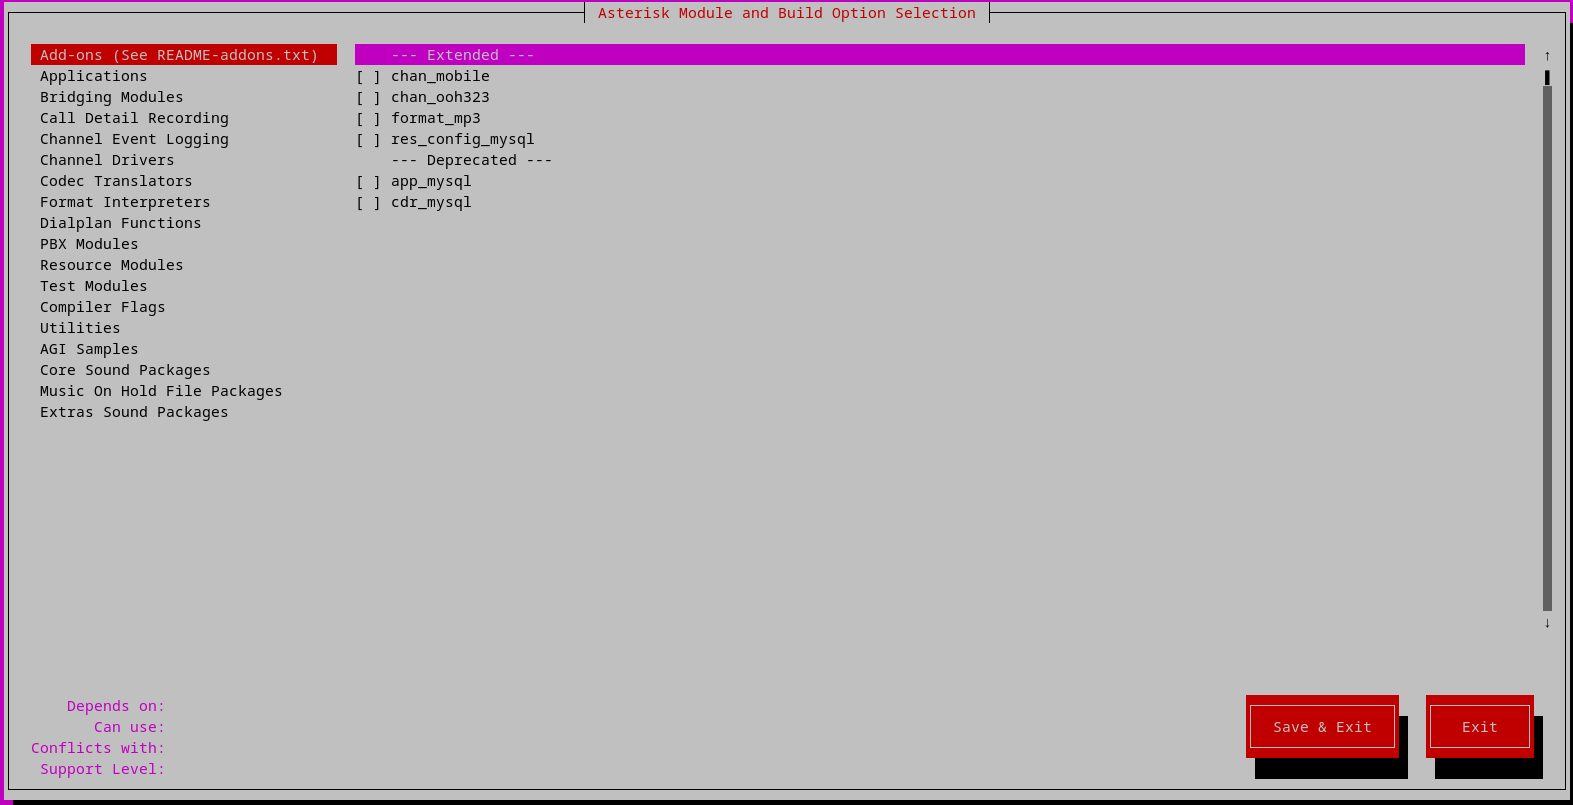 Asterisk Module and Build Option Selection
Add-ons (See README-addons.txt)
Applications
Bridging Modules
Call Detail Recording
Channel Event Logging
Channel Drivers
Codec Translators
Format Interpreters
Dialplan Functions
PBX Modules
Resource Modules
Test Modules
Compiler Flags
Utilities
AGI Samples
Core Sound Packages
Music On Hold File Packages
Extras Sound Packages
--- Extended ---
[ ] chan_mobile
[ ] chan_ooh323
[ ] format_mp3
[ ] res_config_mysql
--- Deprecated ---
[ ] app_mysql
[ ] cdr_mysql
↑
↓
Depends on:
Can use:
Conflicts with:
Support Level:
Save & Exit
Exit